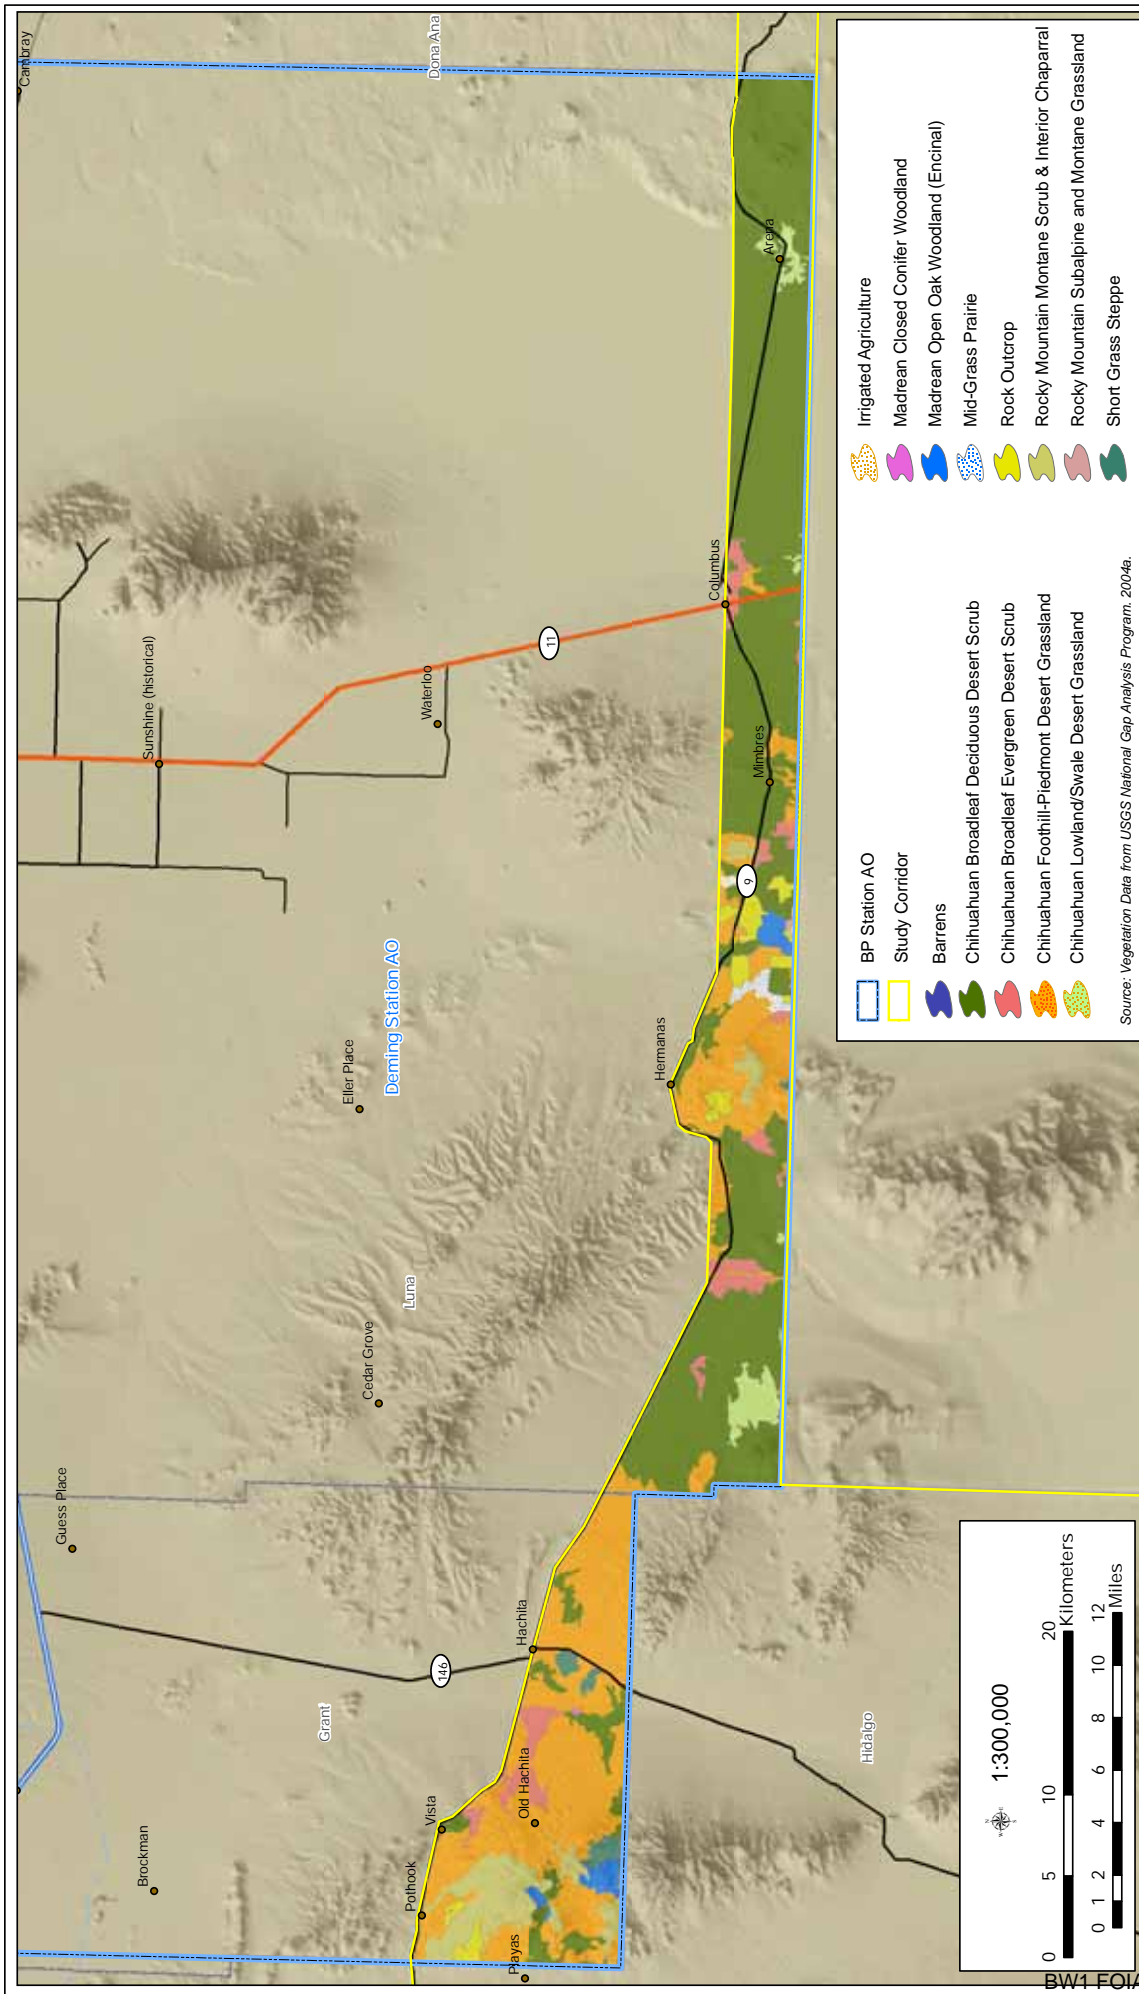 Cambray
Dona Ana
Sunshine (historical)
Waterloo
11
Columbus
Arena
Mimbres
9
Deming Station AO
Eller Place
Hermanas
Luna
Cedar Grove
Guess Place
Hachita
146
Grant
Old Hachita
Vista
Pothook
Brockman
Playas
Hidalgo
BP Station AO
Study Corridor
Barrens
Chihuahuan Broadleaf Deciduous Desert Scrub
Chihuahuan Broadleaf Evergreen Desert Scrub
Chihuahuan Foothill-Piedmont Desert Grassland
Chihuahuan Lowland/Swale Desert Grassland
Irrigated Agriculture
Madrean Closed Conifer Woodland
Madrean Open Oak Woodland (Encinal)
Mid-Grass Prairie
Rock Outcrop
Rocky Mountain Montane Scrub & Interior Chaparral
Rocky Mountain Subalpine and Montane Grassland
Short Grass Steppe
Source: Vegetation Data from USGS National Gap Analysis Program. 2004a.
N
W E
S
1:300,000
0 5 10 20
Kilometers
0 1 2 4 6 8 10 12
Miles
BW1 FOIA